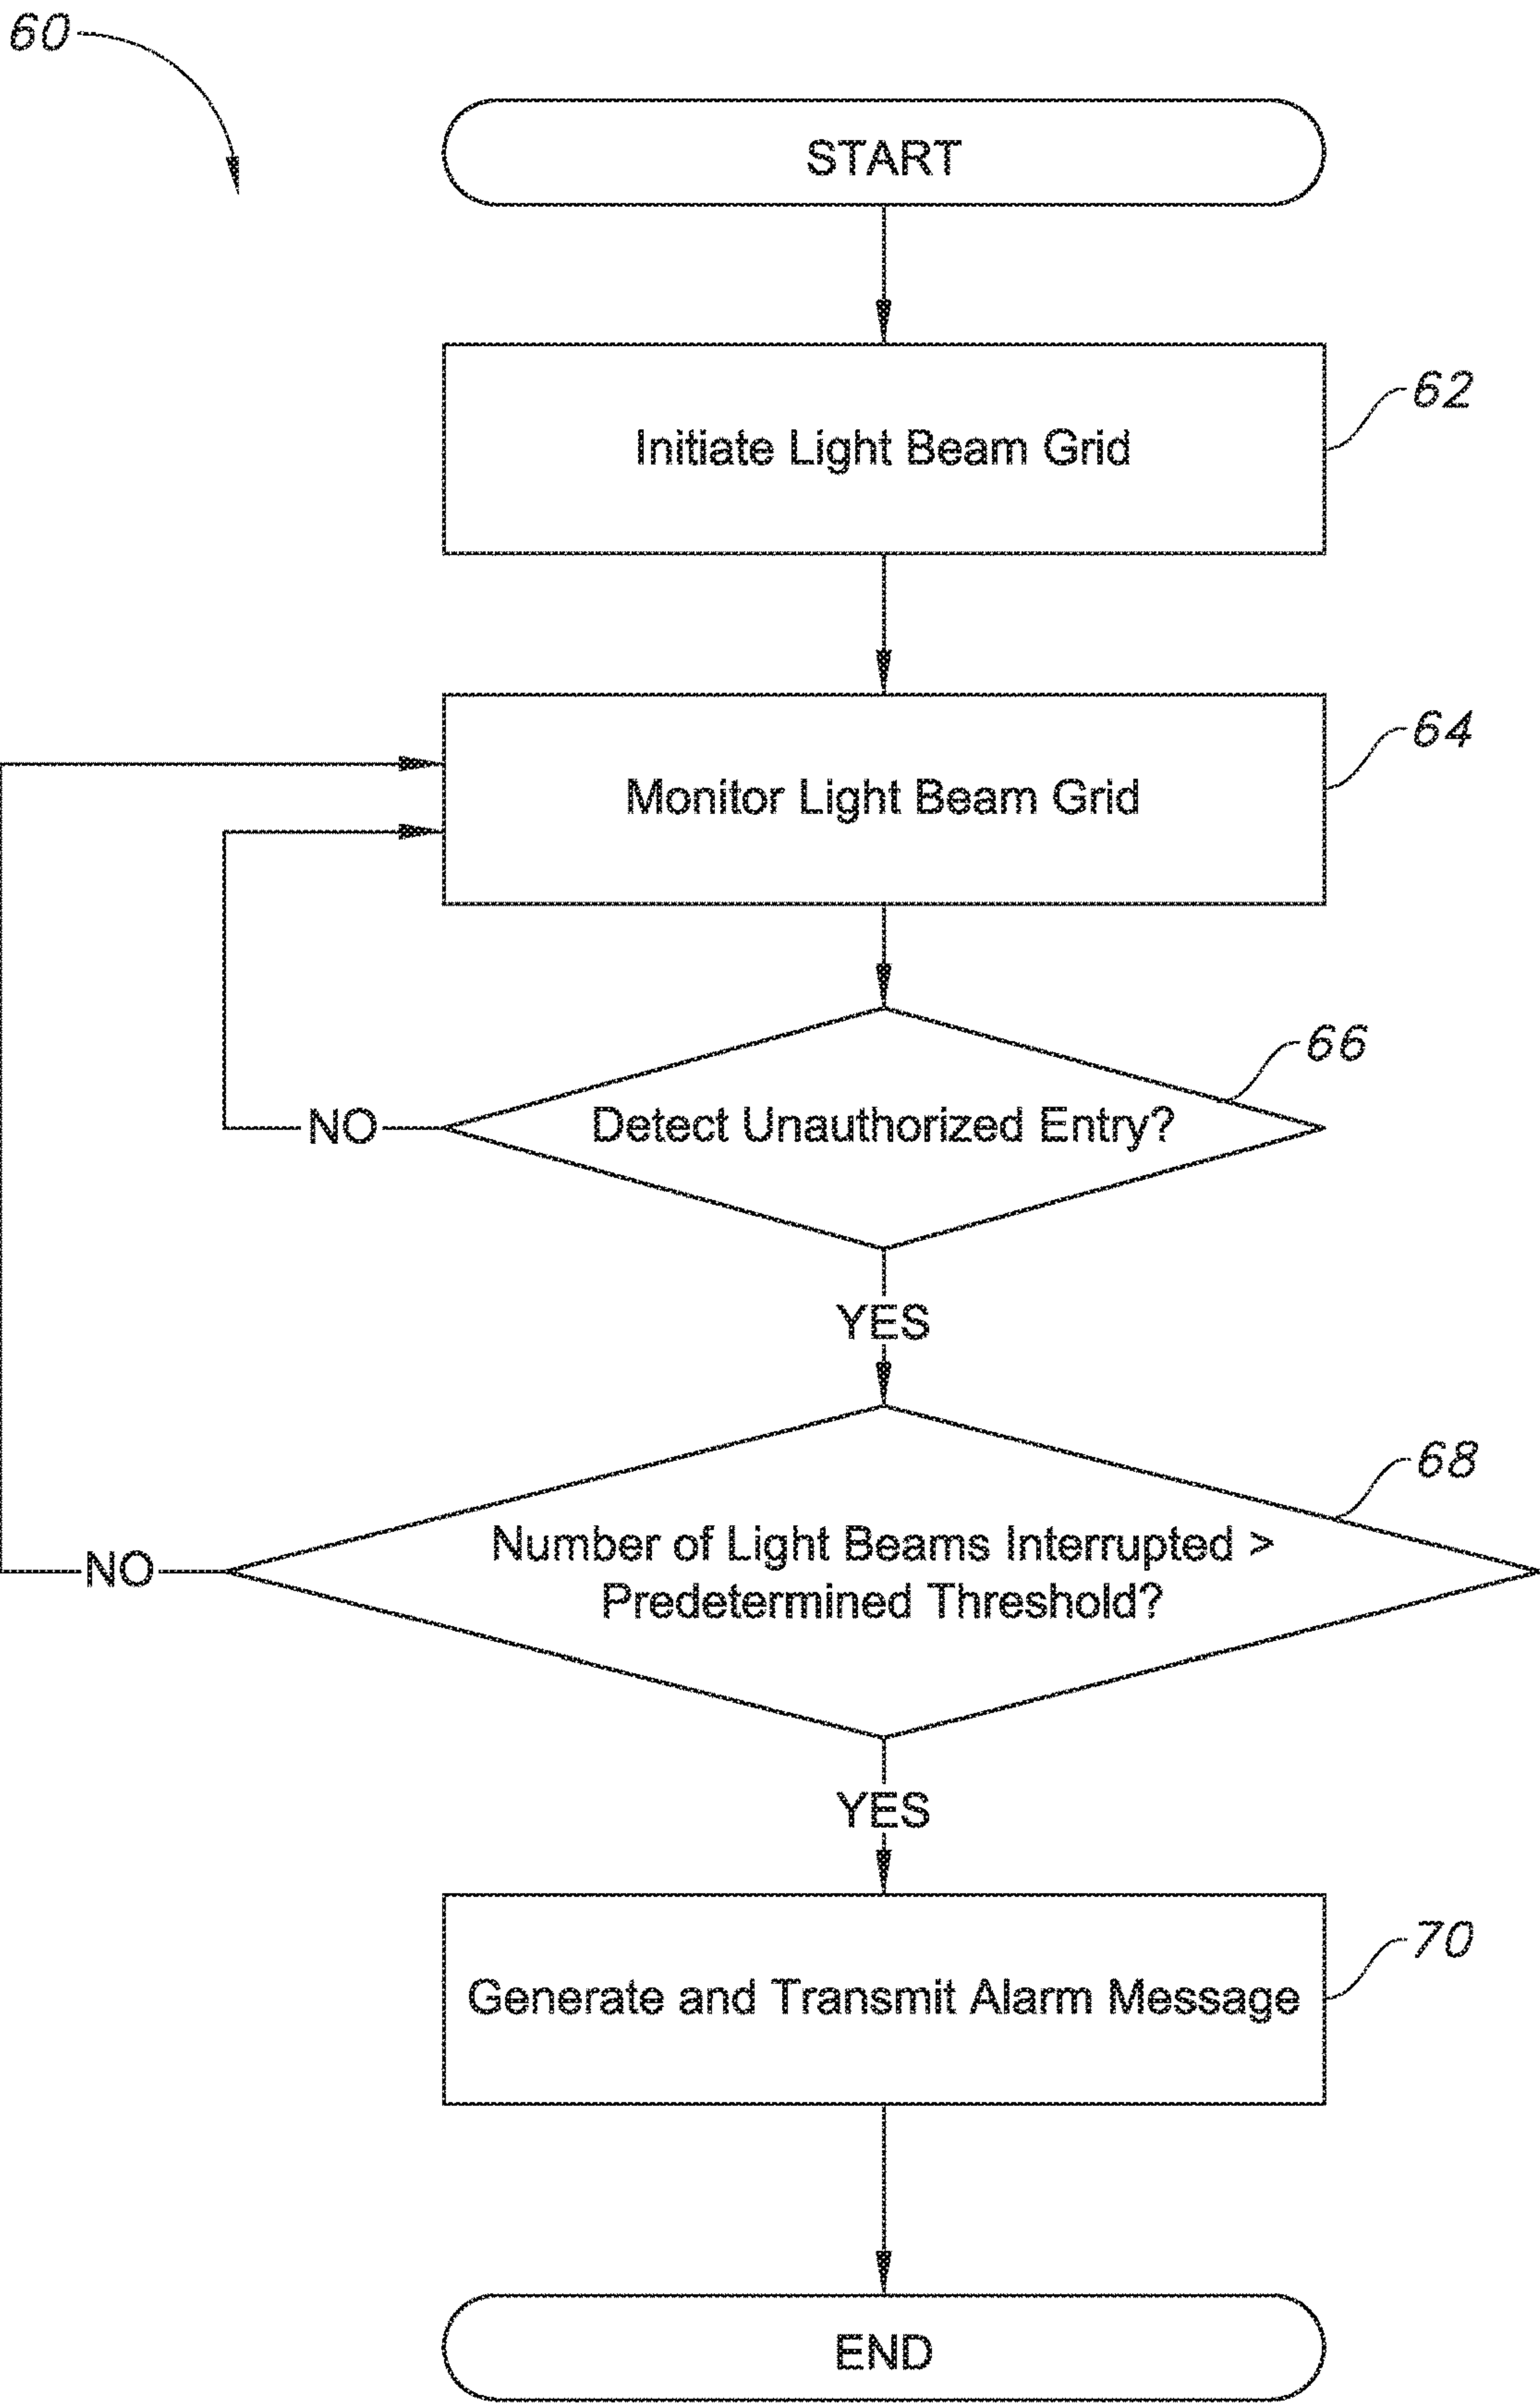 60
START
62
Initiate Light Beam Grid
64
Monitor Light Beam Grid
66
Detect Unauthorized Entry?
NO
YES
68
Number of Light Beams Interrupted >
Predetermined Threshold?
NO
YES
70
Generate and Transmit Alarm Message
END